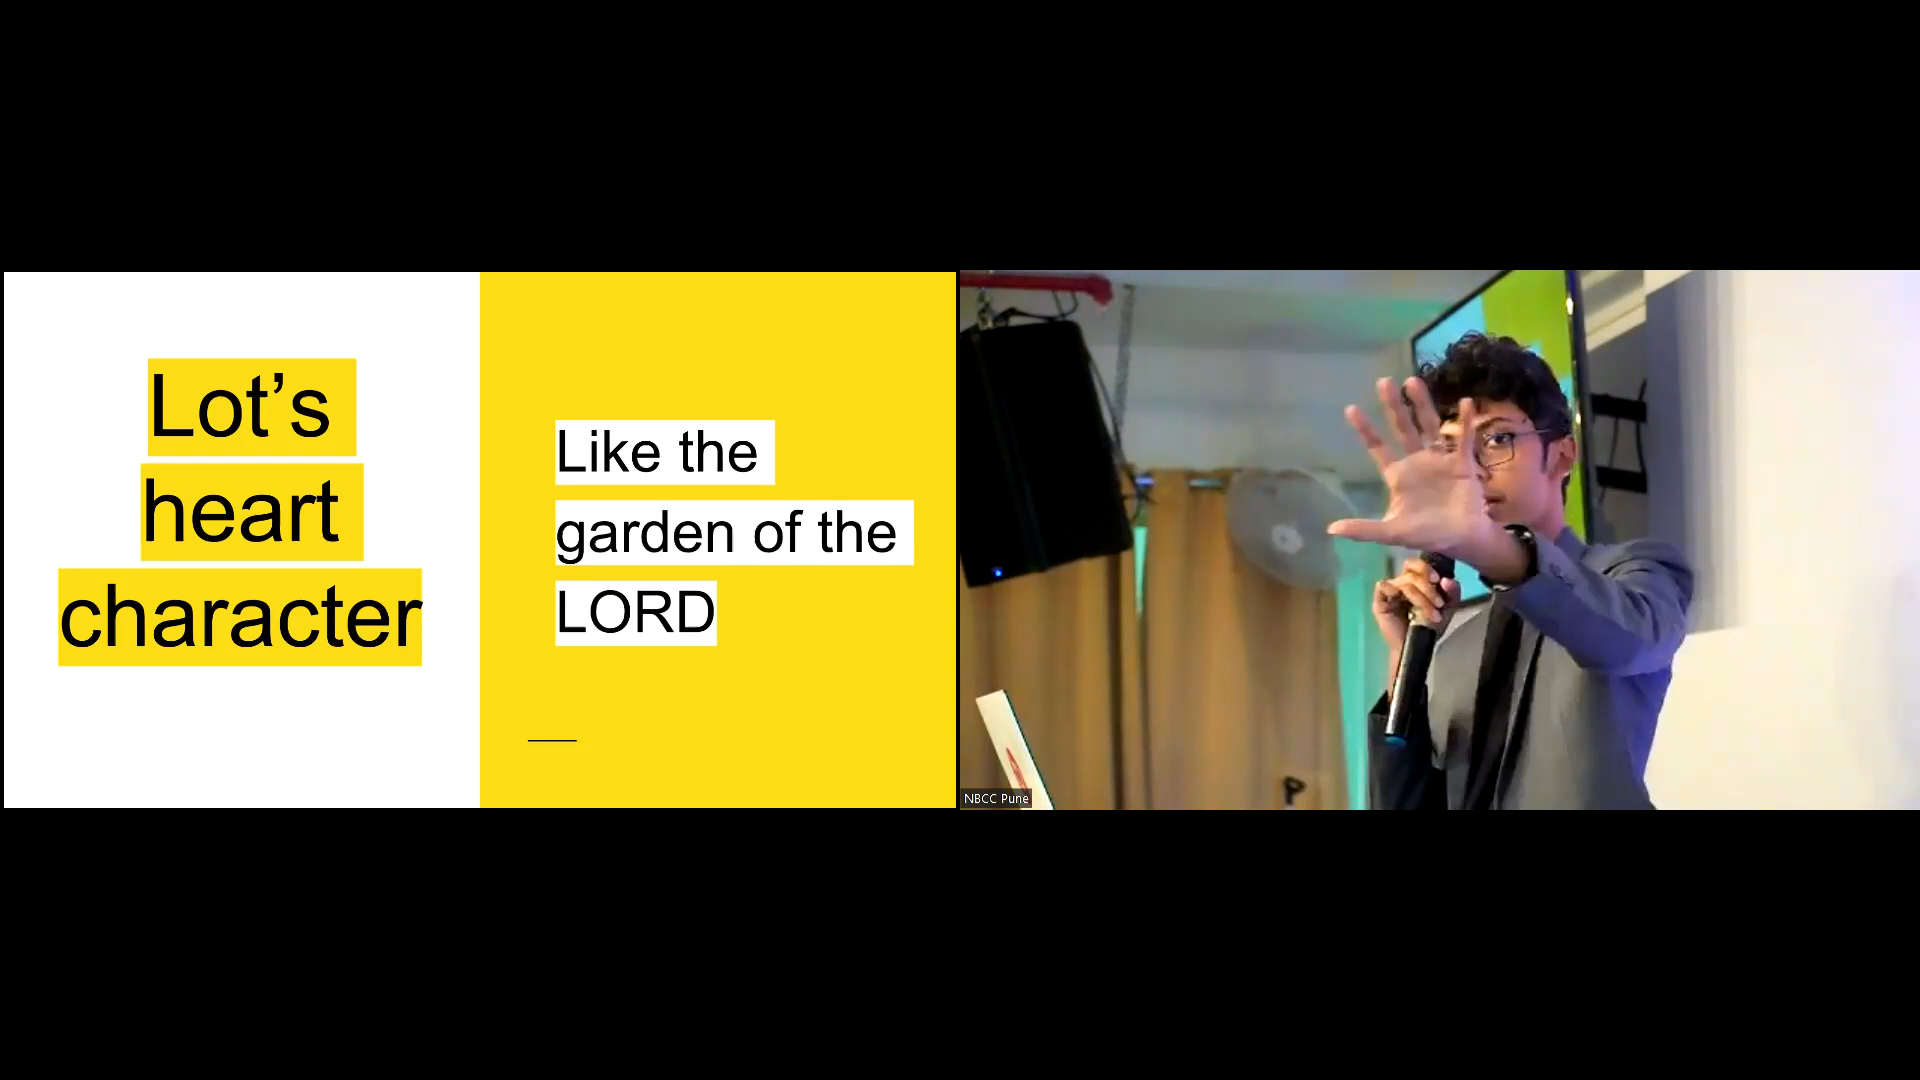 Lot’s
heart
character
Like the
garden of the
LORD
NBCC Pune